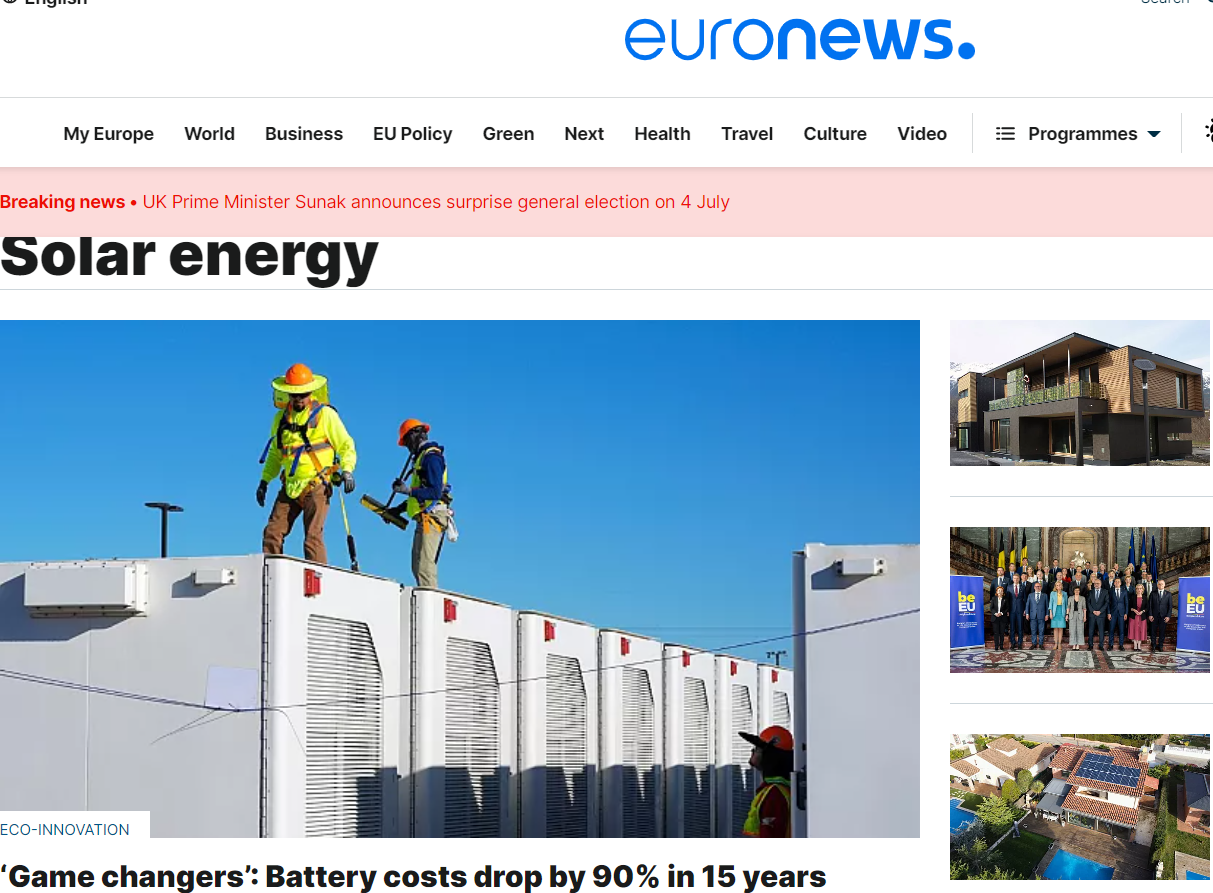 English
Search
euronews.
My Europe World Business EU Policy Green Next Health Travel Culture Video Programmes
Breaking news • UK Prime Minister Sunak announces surprise general election on 4 July
Solar energy
be
EU
be
EU
ECO-INNOVATION
‘Game changers’: Battery costs drop by 90% in 15 years